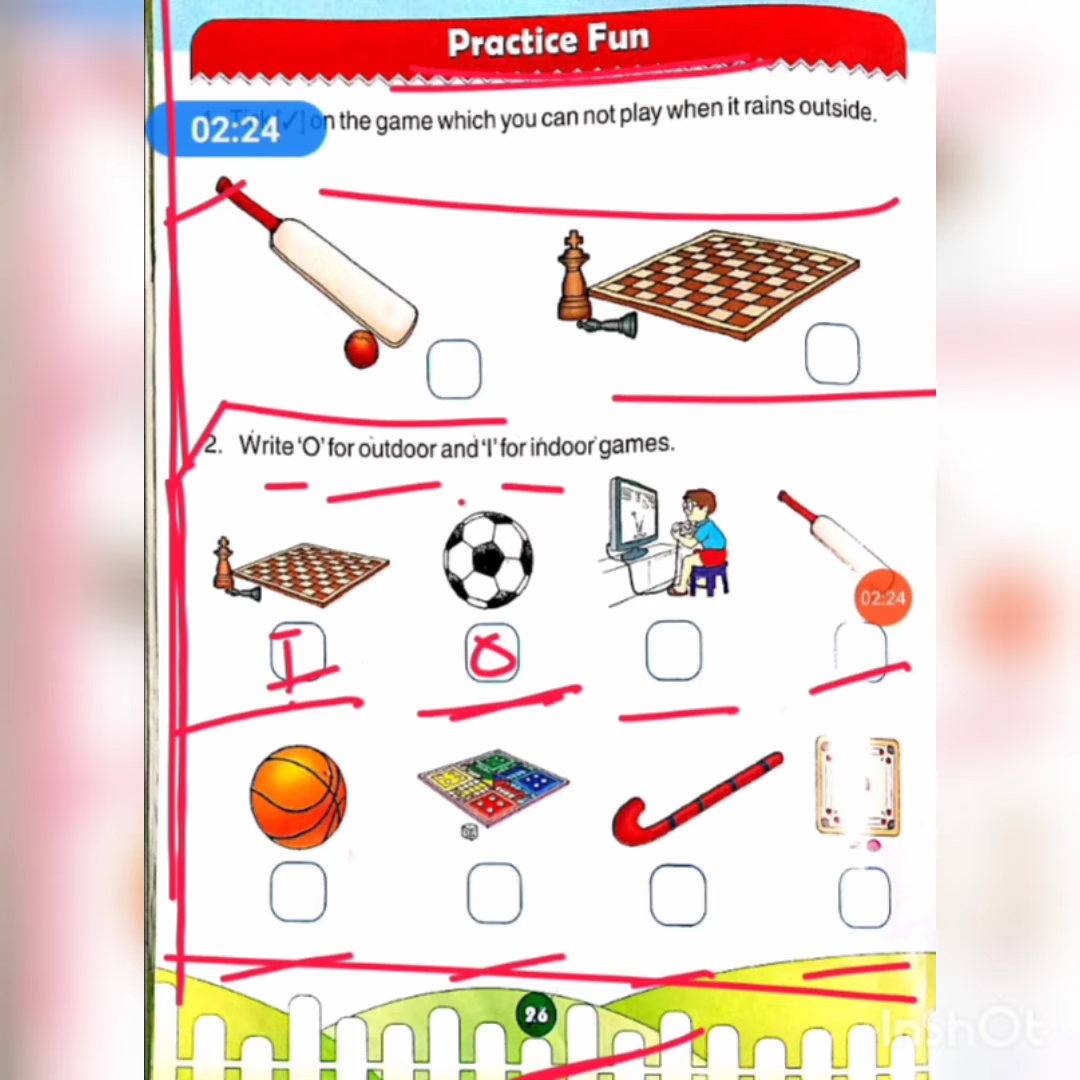 Practice Fun
02:24
✓] on the game which you can not play when it rains outside.
2. Write 'O' for outdoor and 'I' for indoor games.
02:24
I
O
26
InShOt